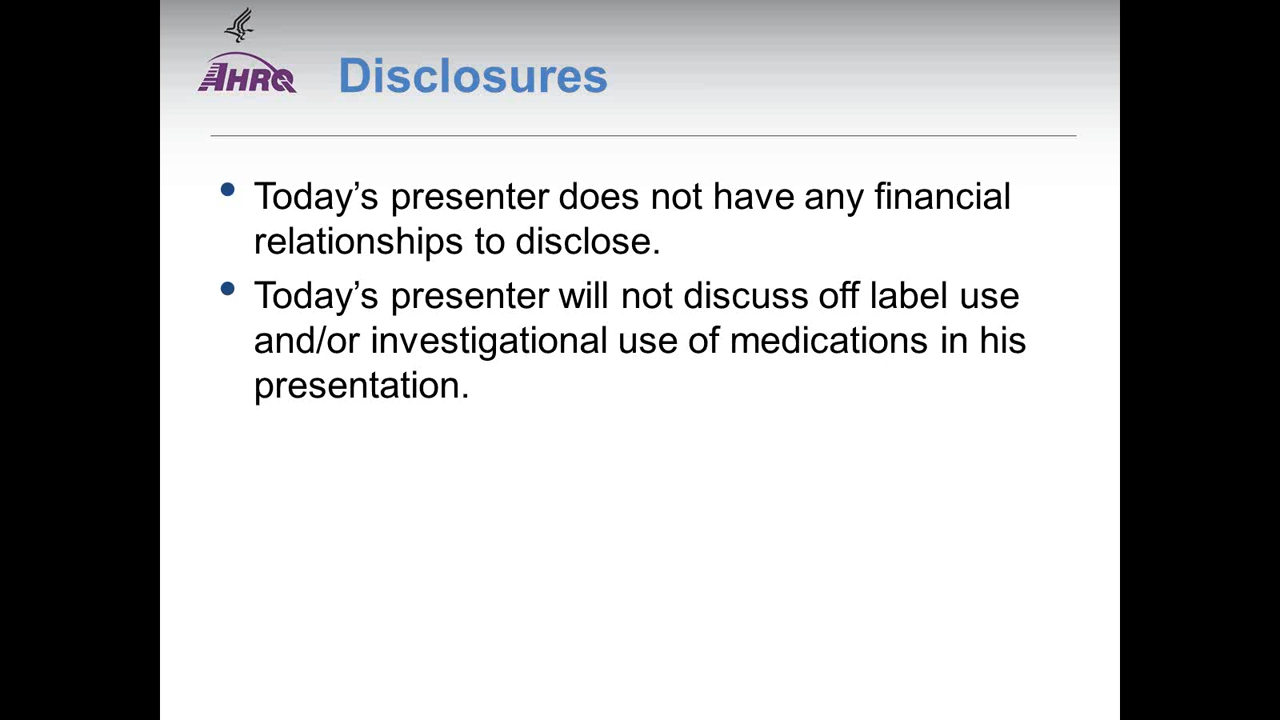 AHRQ
Disclosures
• Today’s presenter does not have any financial
relationships to disclose.
• Today’s presenter will not discuss off label use
and/or investigational use of medications in his
presentation.